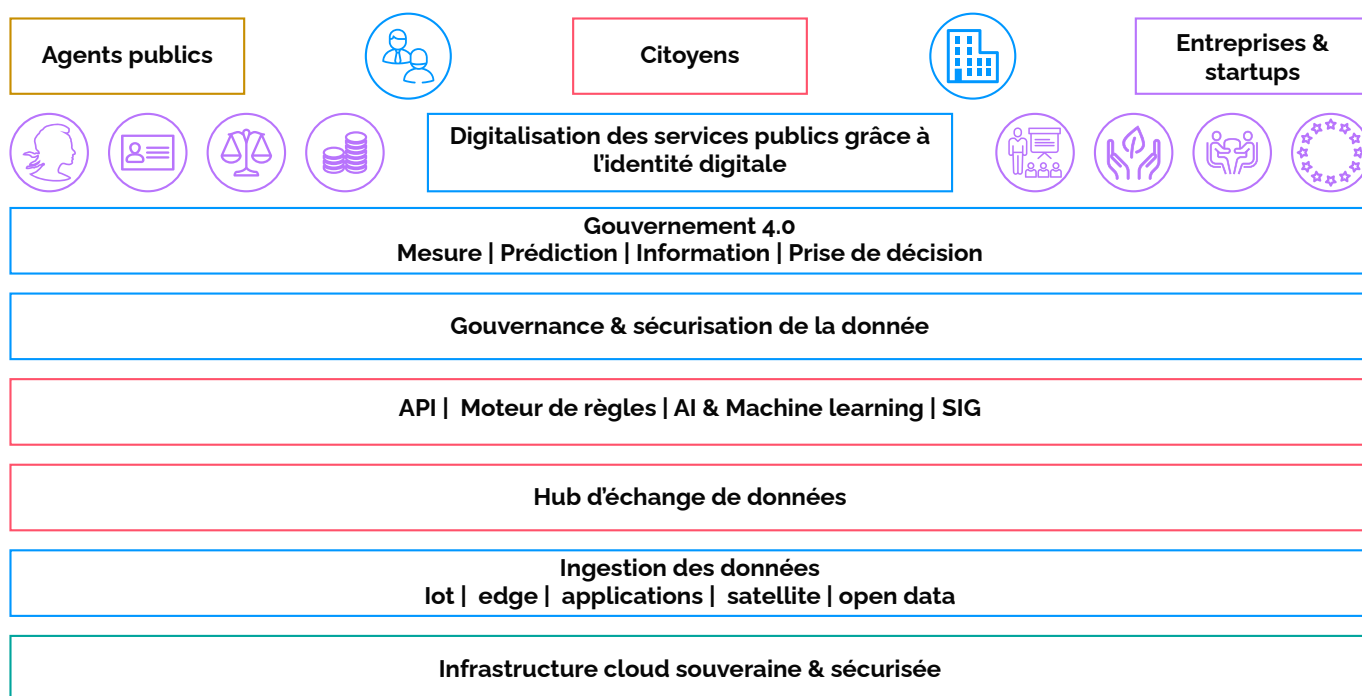 Agents publics
Citoyens
Entreprises &
startups
Digitalisation des services publics grâce à
l'identité digitale
Gouvernement 4.0
Mesure | Prédiction | Information | Prise de décision
Gouvernance & sécurisation de la donnée
API | Moteur de règles | AI & Machine learning | SIG
Hub d'échange de données
Ingestion des données
Iot | edge | applications | satellite | open data
Infrastructure cloud souveraine & sécurisée